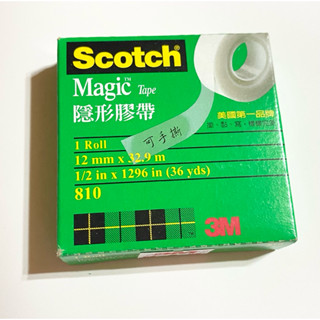 Scotch
Magic™ Tape
隱形膠帶
可手撕
美國第一品牌
1 Roll
12 mm x 32.9 m
1/2 in x 1296 in (36 yds)
810
3M